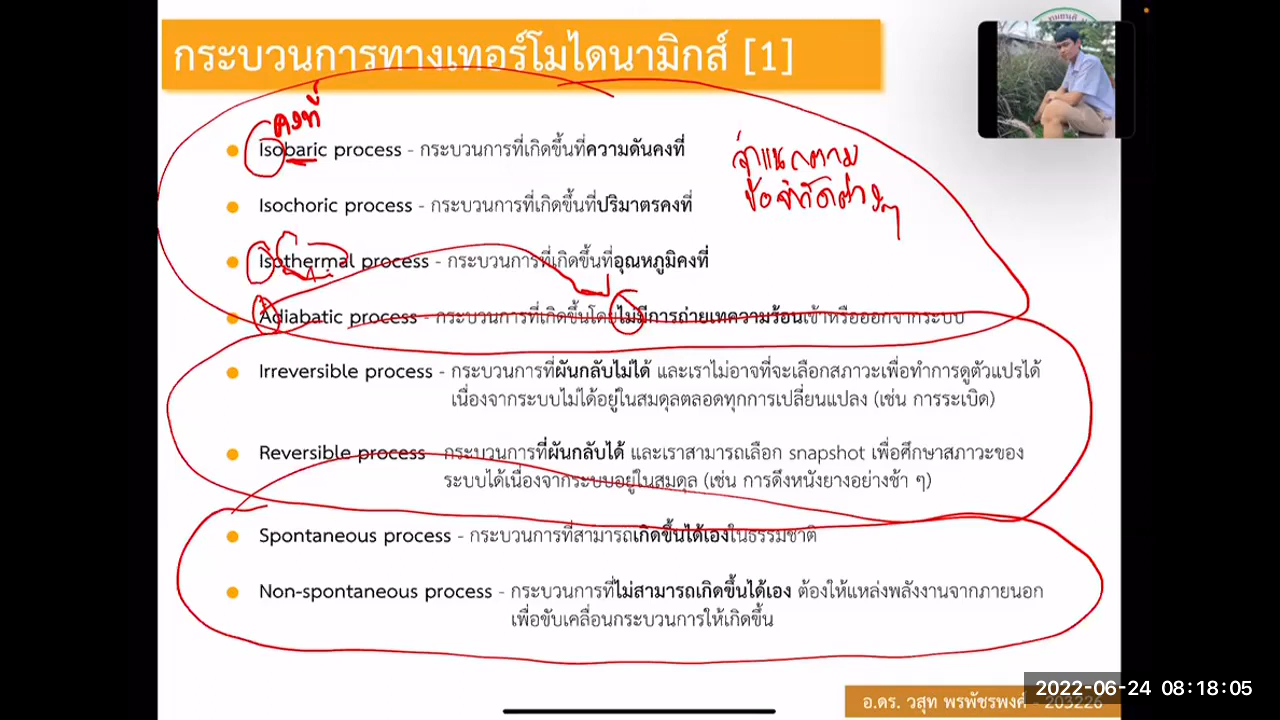 กระบวนการทางเทอร์โมไดนามิกส์ [1]
คงที่
Isobaric process - กระบวนการที่เกิดขึ้นที่ความดันคงที่
จำแนกตาม
ข้อจำกัดต่างๆ
Isochoric process - กระบวนการที่เกิดขึ้นที่ปริมาตรคงที่
Isothermal process - กระบวนการที่เกิดขึ้นที่อุณหภูมิคงที่
Adiabatic process - กระบวนการที่เกิดขึ้นโดยไม่มีการถ่ายเทความร้อนเข้าหรือออกจากระบบ
Irreversible process - กระบวนการที่ผันกลับไม่ได้ และเราไม่อาจที่จะเลือกสภาวะเพื่อทำการดูตัวแปรได้
เนื่องจากระบบไม่ได้อยู่ในสมดุลตลอดทุกการเปลี่ยนแปลง (เช่น การระเบิด)
Reversible process - กระบวนการที่ผันกลับได้ และเราสามารถเลือก snapshot เพื่อศึกษาสภาวะของ
ระบบได้เนื่องจากระบบอยู่ในสมดุล (เช่น การดึงหนังยางอย่างช้า ๆ)
Spontaneous process - กระบวนการที่สามารถเกิดขึ้นได้เองในธรรมชาติ
Non-spontaneous process - กระบวนการที่ไม่สามารถเกิดขึ้นได้เอง ต้องให้แหล่งพลังงานจากภายนอก
เพื่อขับเคลื่อนกระบวนการให้เกิดขึ้น
2022-06-24 08:18:05
อ.ดร. วสุท พรพัชรพงศ์ - 203226